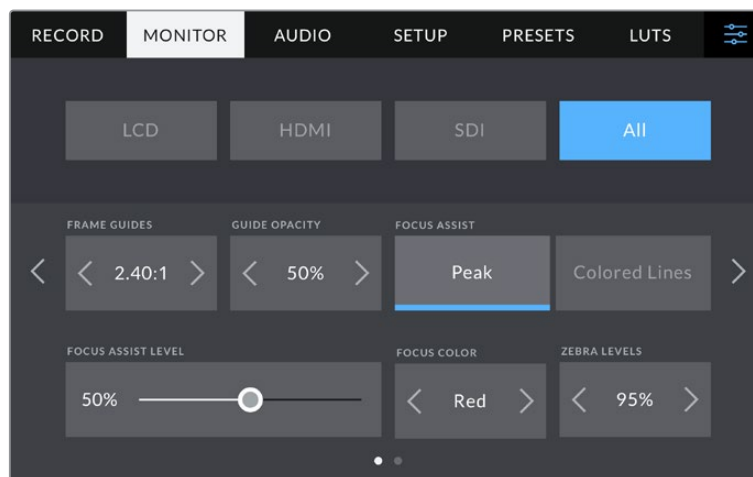 RECORD MONITOR AUDIO SETUP PRESETS LUTS
LCD HDMI SDI All
FRAME GUIDES GUIDE OPACITY FOCUS ASSIST
2.40:1 50% Peak Colored Lines
FOCUS ASSIST LEVEL FOCUS COLOR ZEBRA LEVELS
50% Red 95%